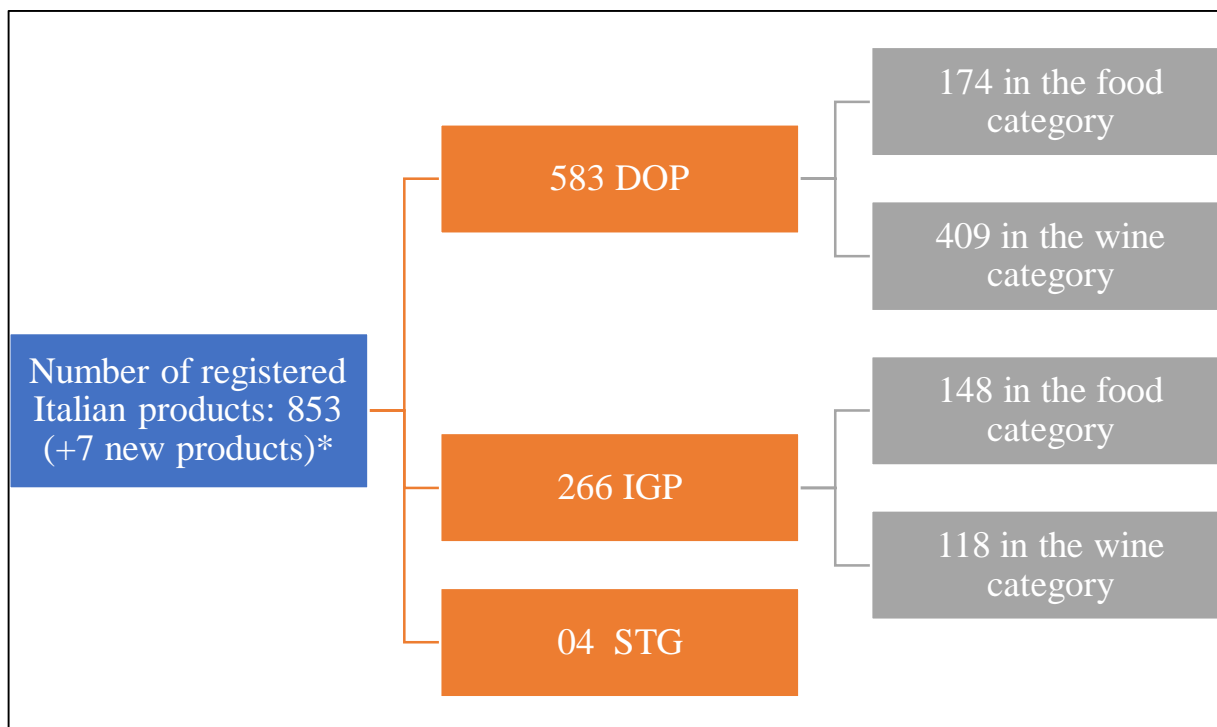 Number of registered
Italian products: 853
(+7 new products)*
583 DOP
174 in the food
category
409 in the wine
category
266 IGP
148 in the food
category
118 in the wine
category
04 STG